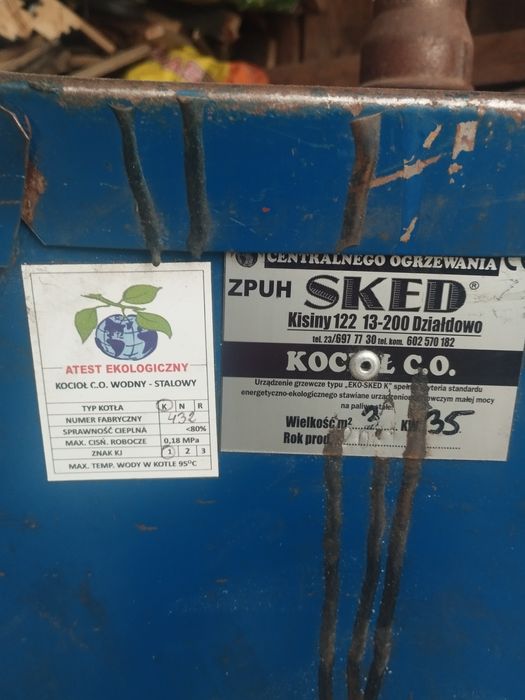 ATEST EKOLOGICZNY
KOCIOŁ C.O. WODNY - STALOWY
TYP KOTŁA K N R
NUMER FABRYCZNY 432
SPRAWNOŚĆ CIEPLNA <80%
MAX. CIŚN. ROBOCZE 0,18 MPa
ZNAK KJ 1 2 3
MAX. TEMP. WODY W KOTLE 95°C
CENTRALNEGO OGRZEWANIA
ZPUH SKED®
Kisiny 122 13-200 Działdowo
tel. 23/697 77 30 tel. kom. 602 570 182
KOCIOŁ C.O.
Urządzenie grzewcze typu „EKO-SKED K" spełnia kryteria standardu
energetyczno-ekologicznego stawiane urządzeniom grzewczym małej mocy
na paliwa stałe.
Wielkość m² 3 KW 35
Rok prod.